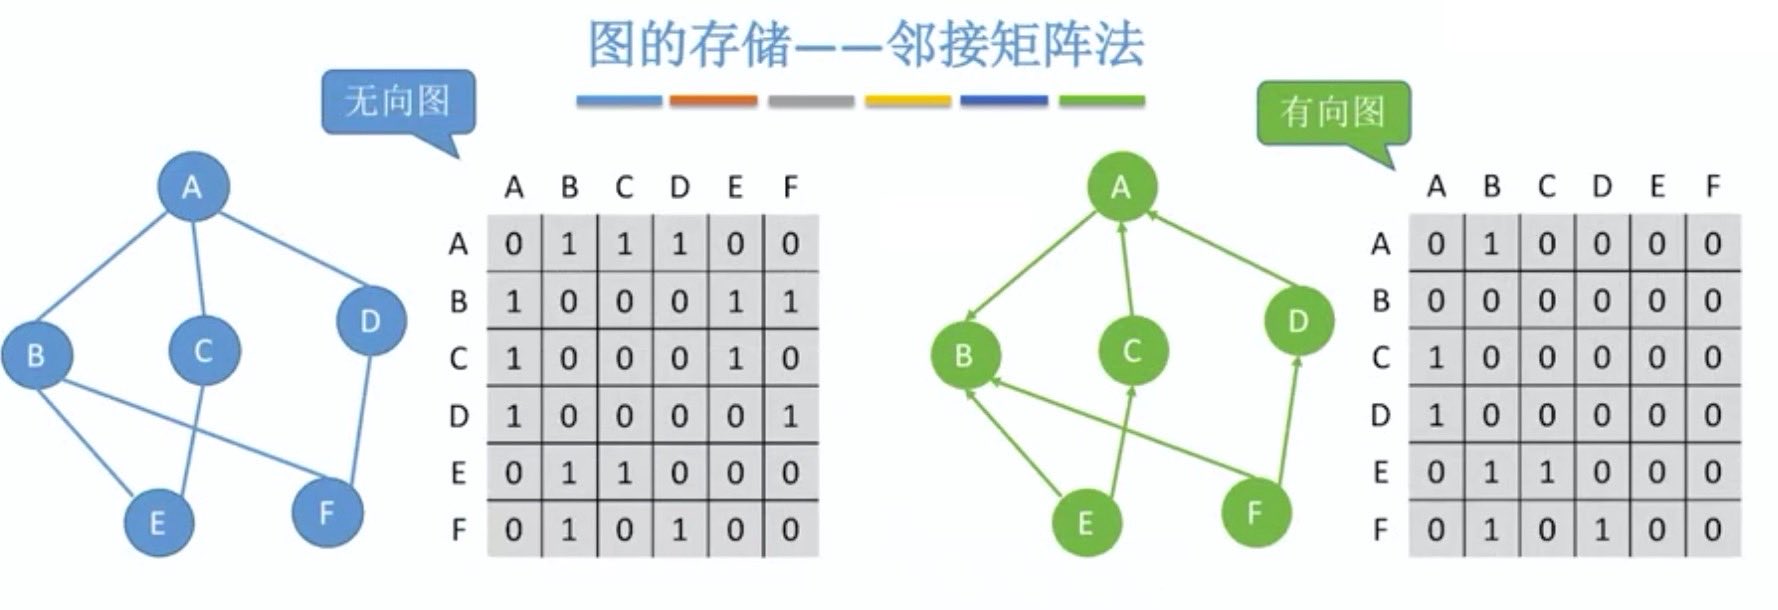 图的存储——邻接矩阵法
无向图
A
B
C
D
E
F
A B C D E F
A 0 1 1 1 0 0
B 1 0 0 0 1 1
C 1 0 0 0 1 0
D 1 0 0 0 0 1
E 0 1 1 0 0 0
F 0 1 0 1 0 0
有向图
A
B
C
D
E
F
A B C D E F
A 0 1 0 0 0 0
B 0 0 0 0 0 0
C 1 0 0 0 0 0
D 1 0 0 0 0 0
E 0 1 1 0 0 0
F 0 1 0 1 0 0